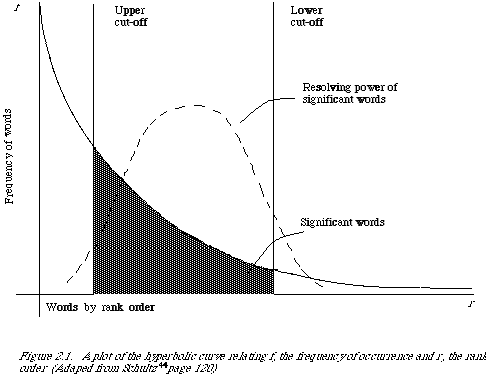 f
Upper
cut-off
Lower
cut-off
Resolving power of
significant words
Frequency of words
Significant words
Words by rank order
r
Figure 2.1. A plot of the hyperbolic curve relating f, the frequency of occurrence and r, the rank
order (Adaped from Schultz 44 page 120)